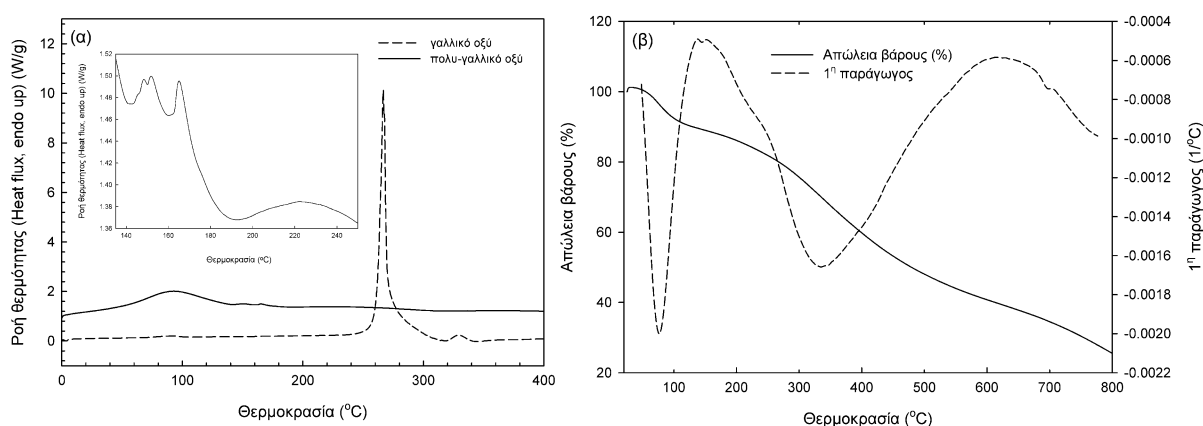 (α)
γαλλικό οξύ
πολυ-γαλλικό οξύ
Ροή θερμότητας (Heat flux, endo up) (W/g)
12
10
8
6
4
2
0
0 100 200 300 400
Θερμοκρασία (°C)
Ροή θερμότητας (Heat flux, endo up) (W/g)
1.52
1.50
1.48
1.46
1.44
1.42
1.40
1.38
1.36
140 160 180 200 220 240
Θερμοκρασία (°C)
(β)
Απώλεια βάρους (%)
1η παράγωγος
Απώλεια βάρους (%)
120
100
80
60
40
20
100 200 300 400 500 600 700 800
Θερμοκρασία (°C)
-0.0004
-0.0006
-0.0008
-0.0010
-0.0012
-0.0014
-0.0016
-0.0018
-0.0020
-0.0022
1η παράγωγος (1/°C)